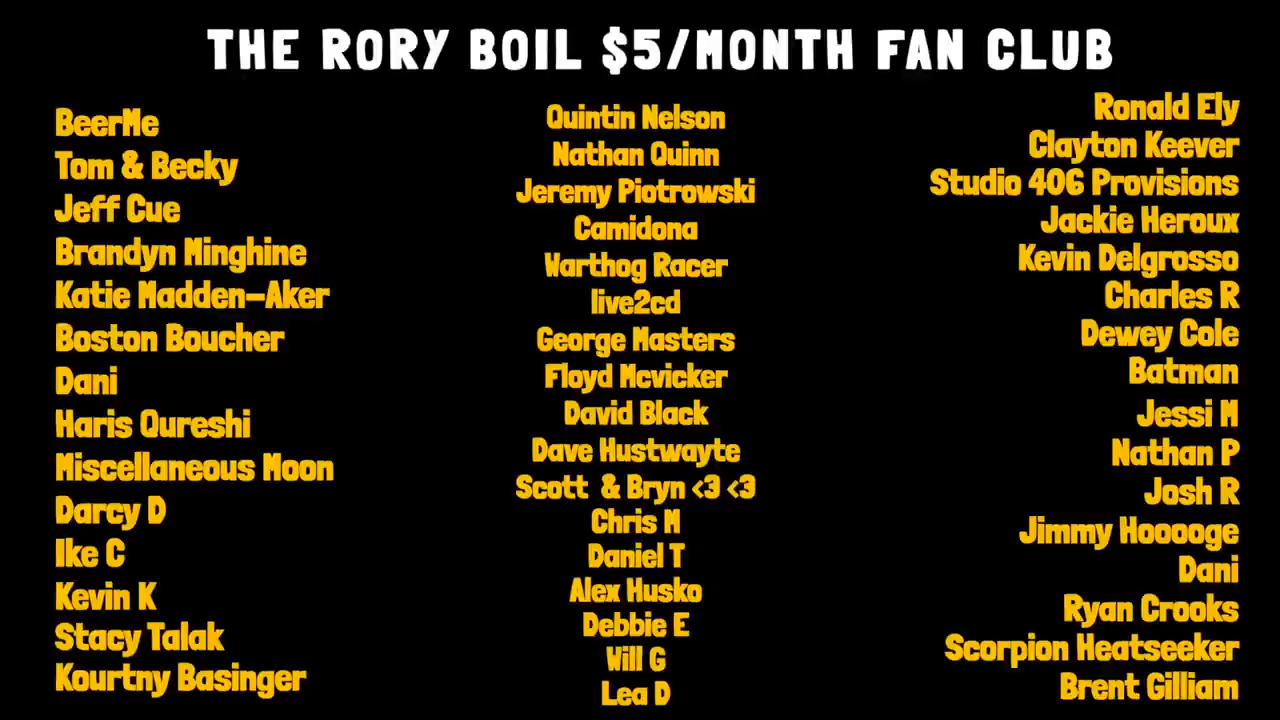 THE RORY BOIL $5/MONTH FAN CLUB
BeerMe
Tom & Becky
Jeff Cue
Brandyn Minghine
Katie Madden-Aker
Boston Boucher
Dani
Haris Qureshi
Miscellaneous Moon
Darcy D
Ike C
Kevin K
Stacy Talak
Kourtny Basinger
Quintin Nelson
Nathan Quinn
Jeremy Piotrowski
Camidona
Warthog Racer
live2cd
George Masters
Floyd Mcvicker
David Black
Dave Hustwayte
Scott & Bryn <3 <3
Chris M
Daniel T
Alex Husko
Debbie E
Will G
Lea D
Ronald Ely
Clayton Keever
Studio 406 Provisions
Jackie Heroux
Kevin Delgrosso
Charles R
Dewey Cole
Batman
Jessi M
Nathan P
Josh R
Jimmy Hooooge
Dani
Ryan Crooks
Scorpion Heatseeker
Brent Gilliam